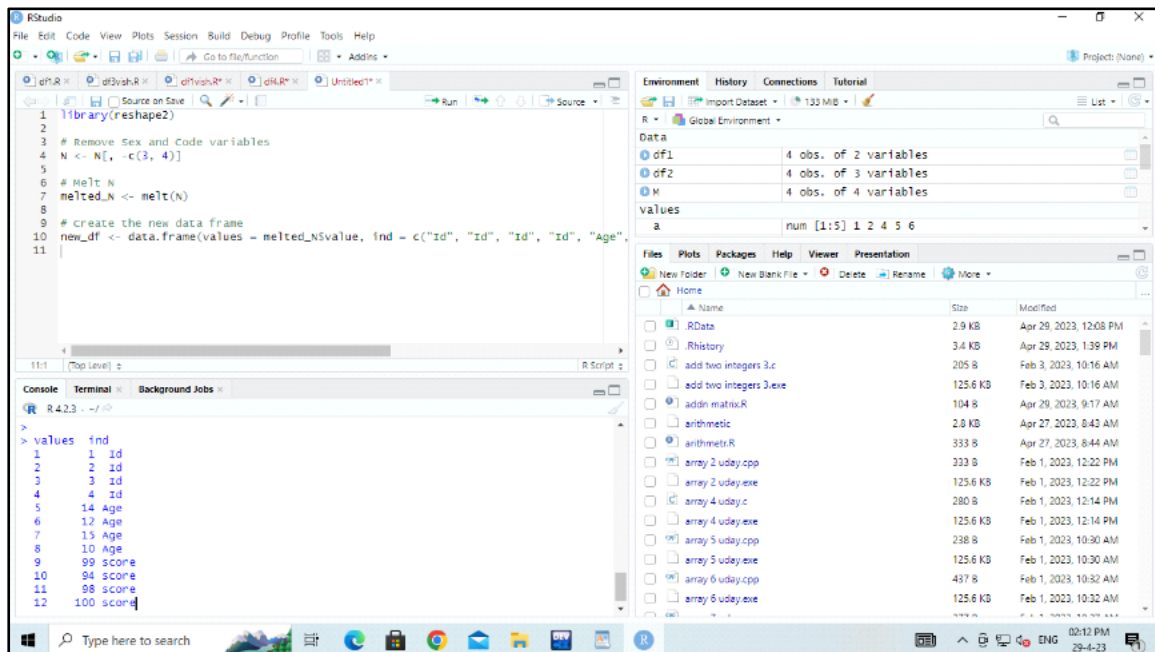 RStudio
File Edit Code View Plots Session Build Debug Profile Tools Help
Go to file/function Addins
Project: (None)
df1.R df3vish.R df1vish.R* df4.R* Untitled1*
Source on Save Run Source
1 library(reshape2)
2
3 # Remove Sex and Code variables
4 N <- N[, -c(3, 4)]
5
6 # Melt N
7 melted_N <- melt(N)
8
9 # Create the new data frame
10 new_df <- data.frame(values = melted_N$value, ind = c("Id", "Id", "Id", "Id", "Age",
11
11:1 (Top Level) R Script
Console Terminal Background Jobs
R 4.2.3 · ~/
>
> values ind
1 1 Id
2 2 Id
3 3 Id
4 4 Id
5 14 Age
6 12 Age
7 15 Age
8 10 Age
9 99 score
10 94 score
11 98 score
12 100 score
Environment History Connections Tutorial
Import Dataset 133 MiB List
R Global Environment
Data
df1 4 obs. of 2 variables
df2 4 obs. of 3 variables
M 4 obs. of 4 variables
values
a num [1:5] 1 2 4 5 6
Files Plots Packages Help Viewer Presentation
New Folder New Blank File Delete Rename More
Home
Name Size Modified
.RData 2.9 KB Apr 29, 2023, 12:08 PM
.Rhistory 3.4 KB Apr 29, 2023, 1:39 PM
add two integers 3.c 205 B Feb 3, 2023, 10:16 AM
add two integers 3.exe 125.6 KB Feb 3, 2023, 10:16 AM
addn matrix.R 104 B Apr 29, 2023, 9:17 AM
arithmetic 2.8 KB Apr 27, 2023, 8:43 AM
arithmetr.R 333 B Apr 27, 2023, 8:44 AM
array 2 uday.cpp 333 B Feb 1, 2023, 12:22 PM
array 2 uday.exe 125.6 KB Feb 1, 2023, 12:22 PM
array 4 uday.c 280 B Feb 1, 2023, 12:14 PM
array 4 uday.exe 125.6 KB Feb 1, 2023, 12:14 PM
array 5 uday.cpp 238 B Feb 1, 2023, 10:30 AM
array 5 uday.exe 125.6 KB Feb 1, 2023, 10:30 AM
array 6 uday.cpp 437 B Feb 1, 2023, 10:32 AM
array 6 uday.exe 125.6 KB Feb 1, 2023, 10:32 AM
Type here to search
DEV
R
ENG
02:12 PM
29-4-23